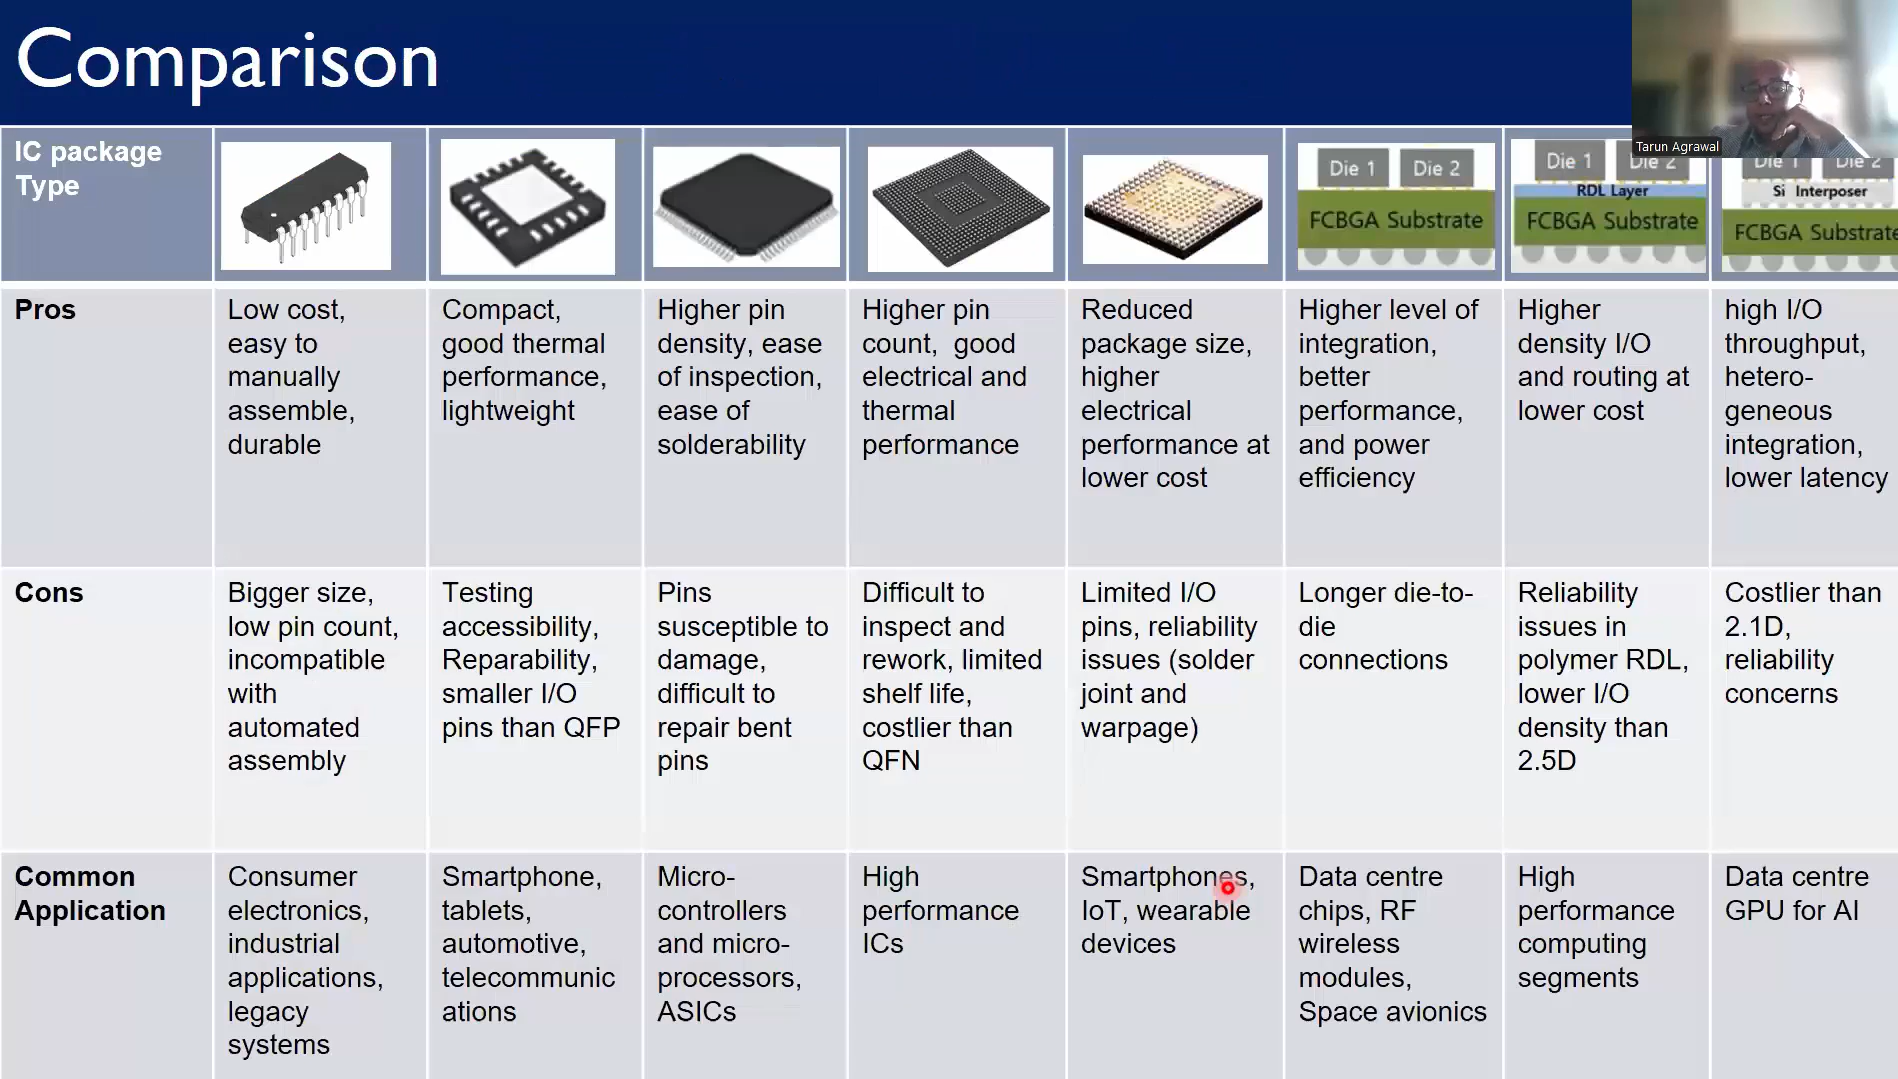 Comparison
Tarun Agrawal
IC package
Type
Die 1 Die 2
FCBGA Substrate
Die 1 Die 2
RDL Layer
FCBGA Substrate
Die 1 Die 2
Si Interposer
FCBGA Substrate
Pros
Low cost,
easy to
manually
assemble,
durable
Compact,
good thermal
performance,
lightweight
Higher pin
density, ease
of inspection,
ease of
solderability
Higher pin
count, good
electrical and
thermal
performance
Reduced
package size,
higher
electrical
performance at
lower cost
Higher level of
integration,
better
performance,
and power
efficiency
Higher
density I/O
and routing at
lower cost
high I/O
throughput,
hetero-
geneous
integration,
lower latency
Cons
Bigger size,
low pin count,
incompatible
with
automated
assembly
Testing
accessibility,
Reparability,
smaller I/O
pins than QFP
Pins
susceptible to
damage,
difficult to
repair bent
pins
Difficult to
inspect and
rework, limited
shelf life,
costlier than
QFN
Limited I/O
pins, reliability
issues (solder
joint and
warpage)
Longer die-to-
die
connections
Reliability
issues in
polymer RDL,
lower I/O
density than
2.5D
Costlier than
2.1D,
reliability
concerns
Common
Application
Consumer
electronics,
industrial
applications,
legacy
systems
Smartphone,
tablets,
automotive,
telecommunic
ations
Micro-
controllers
and micro-
processors,
ASICs
High
performance
ICs
Smartphones,
IoT, wearable
devices
Data centre
chips, RF
wireless
modules,
Space avionics
High
performance
computing
segments
Data centre
GPU for AI